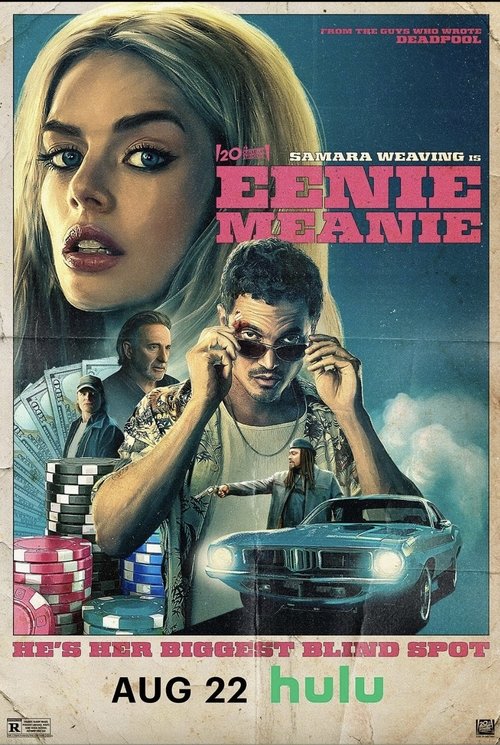 FROM THE GUYS WHO WROTE
DEADPOOL
20
SAMARA WEAVING IS
EENIE
MEANIE
HE'S HER BIGGEST BLIND SPOT
AUG 22 hulu
R